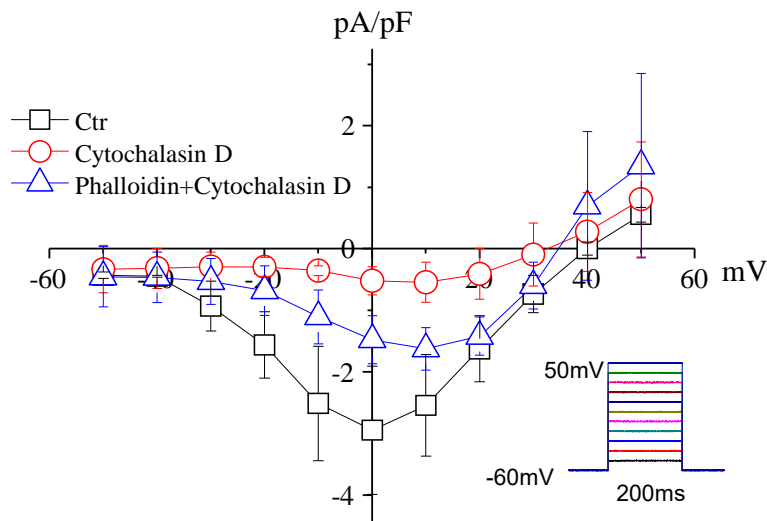 pA/pF
2
Ctr
Cytochalasin D
Phalloidin+Cytochalasin D
0
-60
20
40
60
mV
-2
50mV
-60mV
200ms
-4